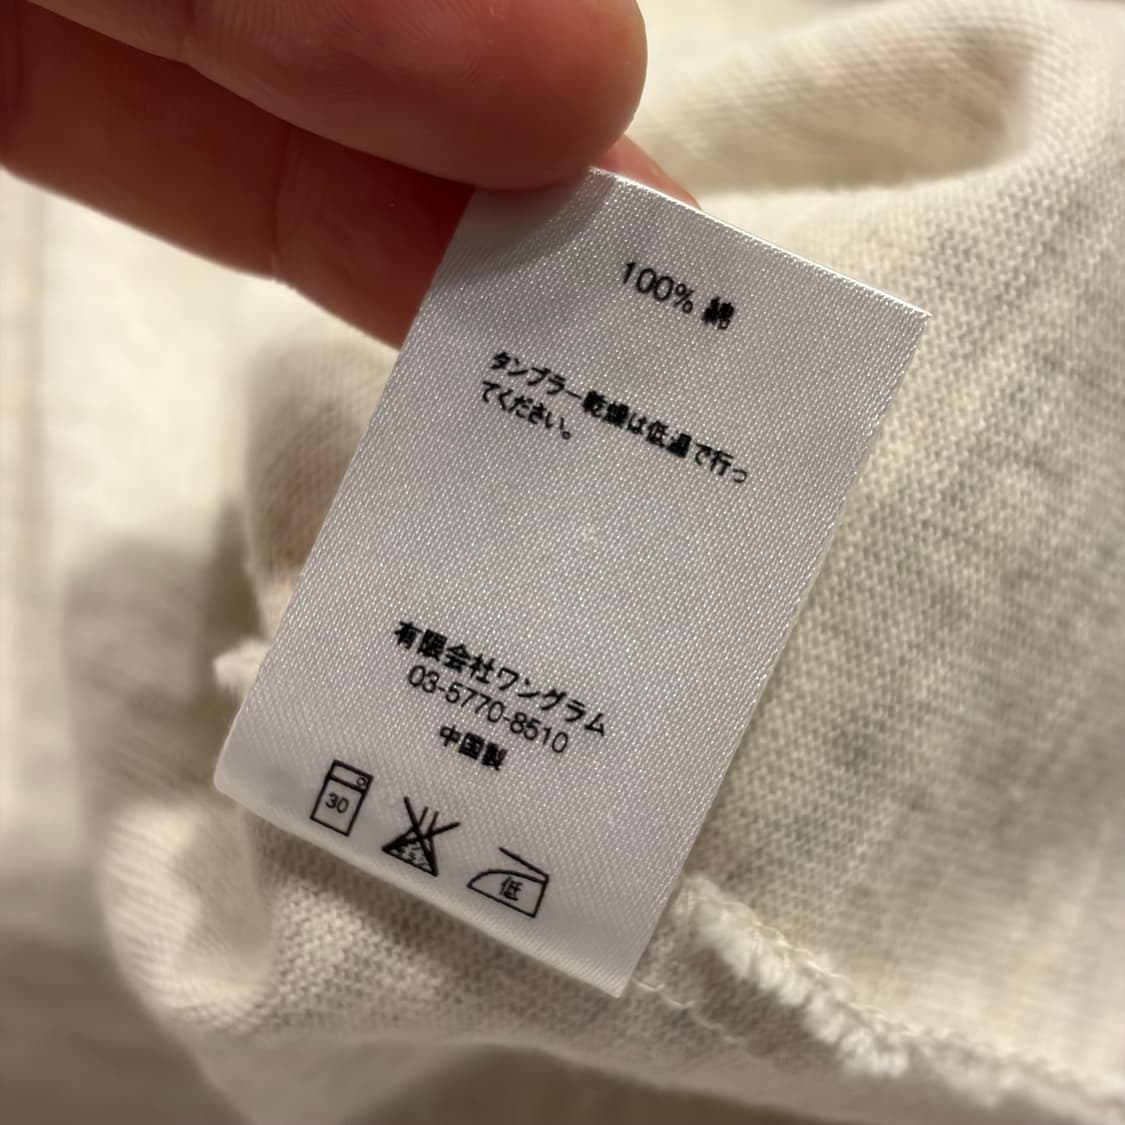 100% 綿
タンブラー乾燥は低温で行っ
てください。
有限会社ワングラム
03-5770-8510
中国製
30
低